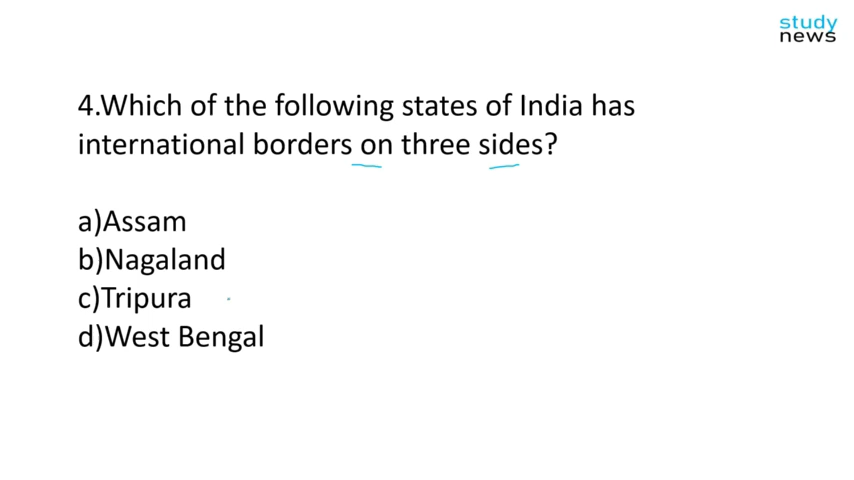 study
news
4.Which of the following states of India has
international borders on three sides?
a)Assam
b)Nagaland
c)Tripura
d)West Bengal